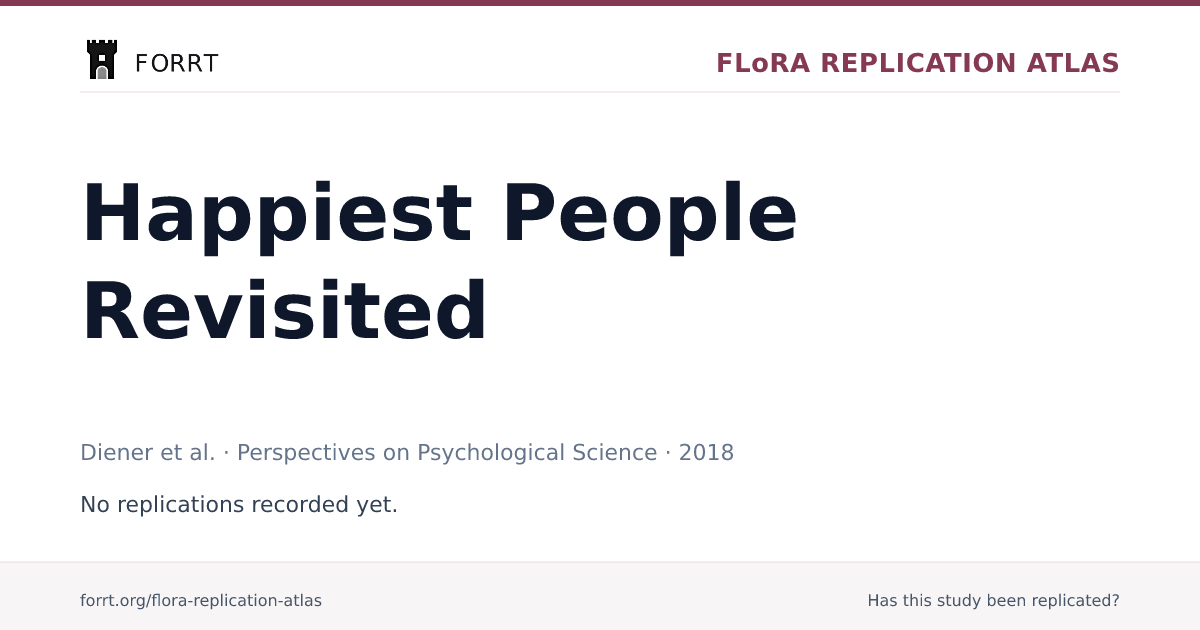 FORRT
FLoRA REPLICATION ATLAS
Happiest People
Revisited
Diener et al. · Perspectives on Psychological Science · 2018
No replications recorded yet.
forrt.org/flora-replication-atlas
Has this study been replicated?